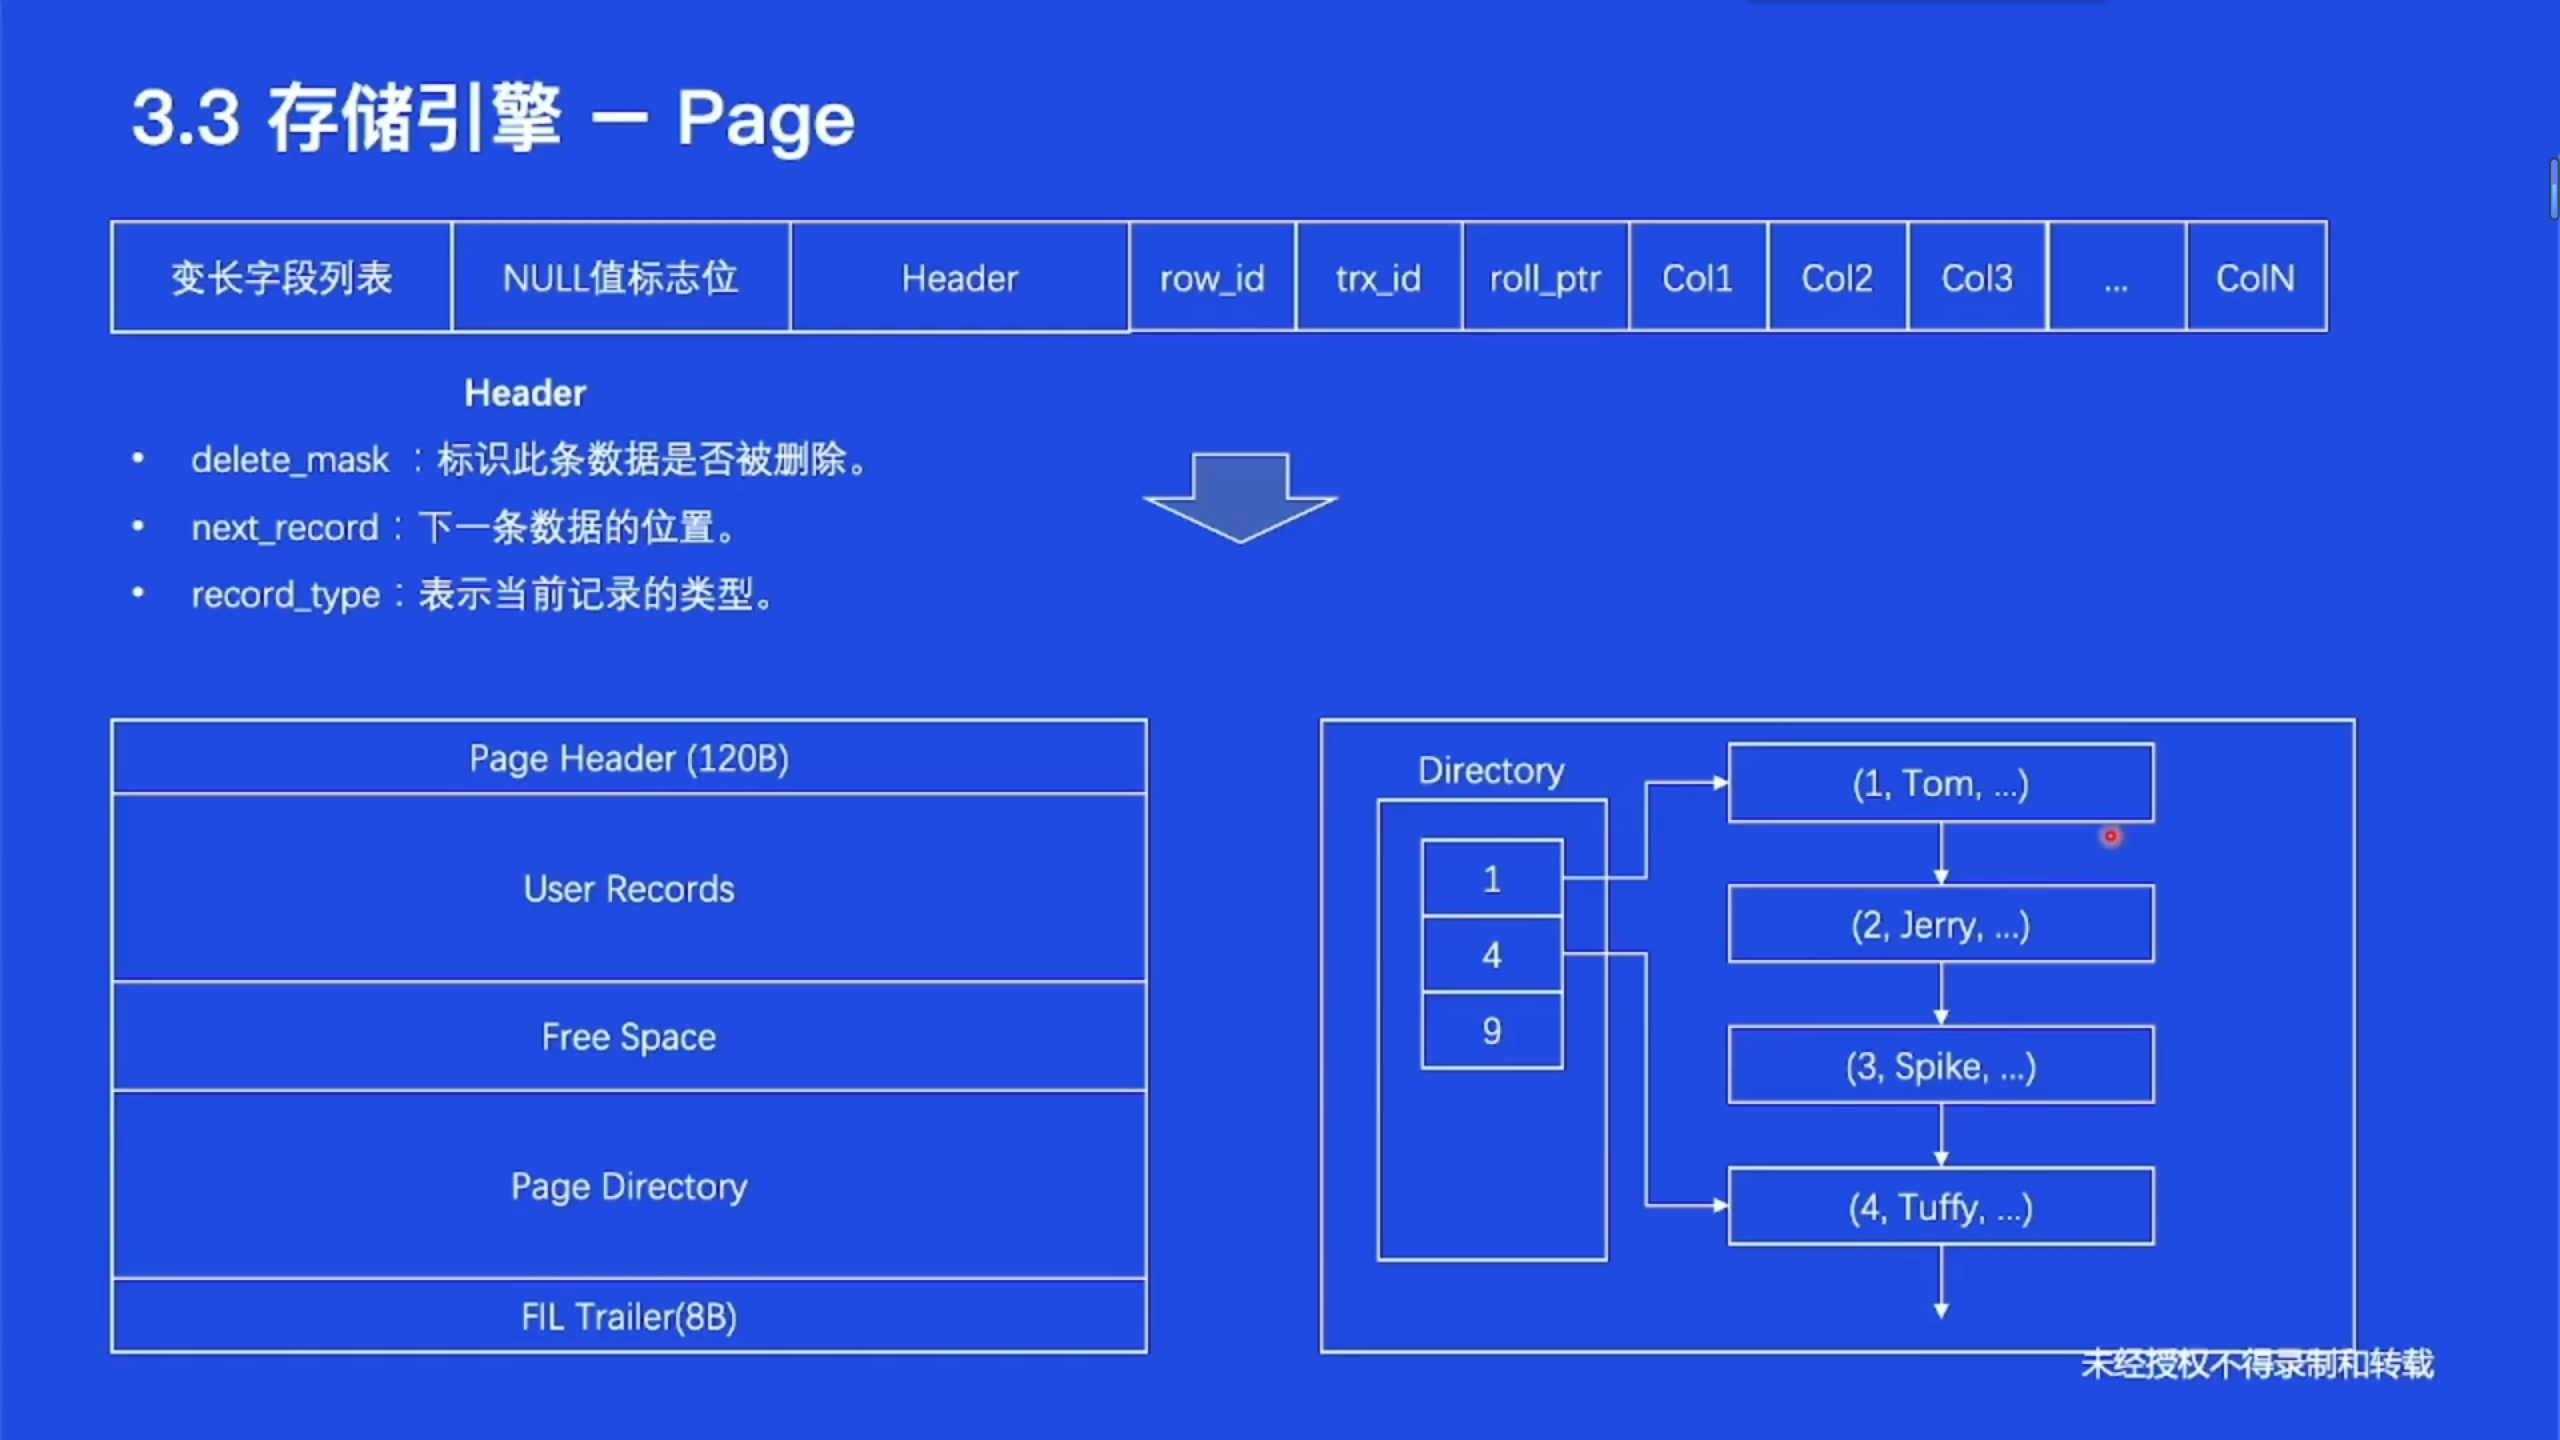 3.3 存储引擎 － Page
变长字段列表 NULL值标志位 Header row_id trx_id roll_ptr Col1 Col2 Col3 ... ColN
Header
• delete_mask ：标识此条数据是否被删除。
• next_record：下一条数据的位置。
• record_type：表示当前记录的类型。
Page Header (120B)
User Records
Free Space
Page Directory
FIL Trailer(8B)
Directory
1
4
9
(1, Tom, ...)
(2, Jerry, ...)
(3, Spike, ...)
(4, Tuffy, ...)
未经授权不得录制和转载